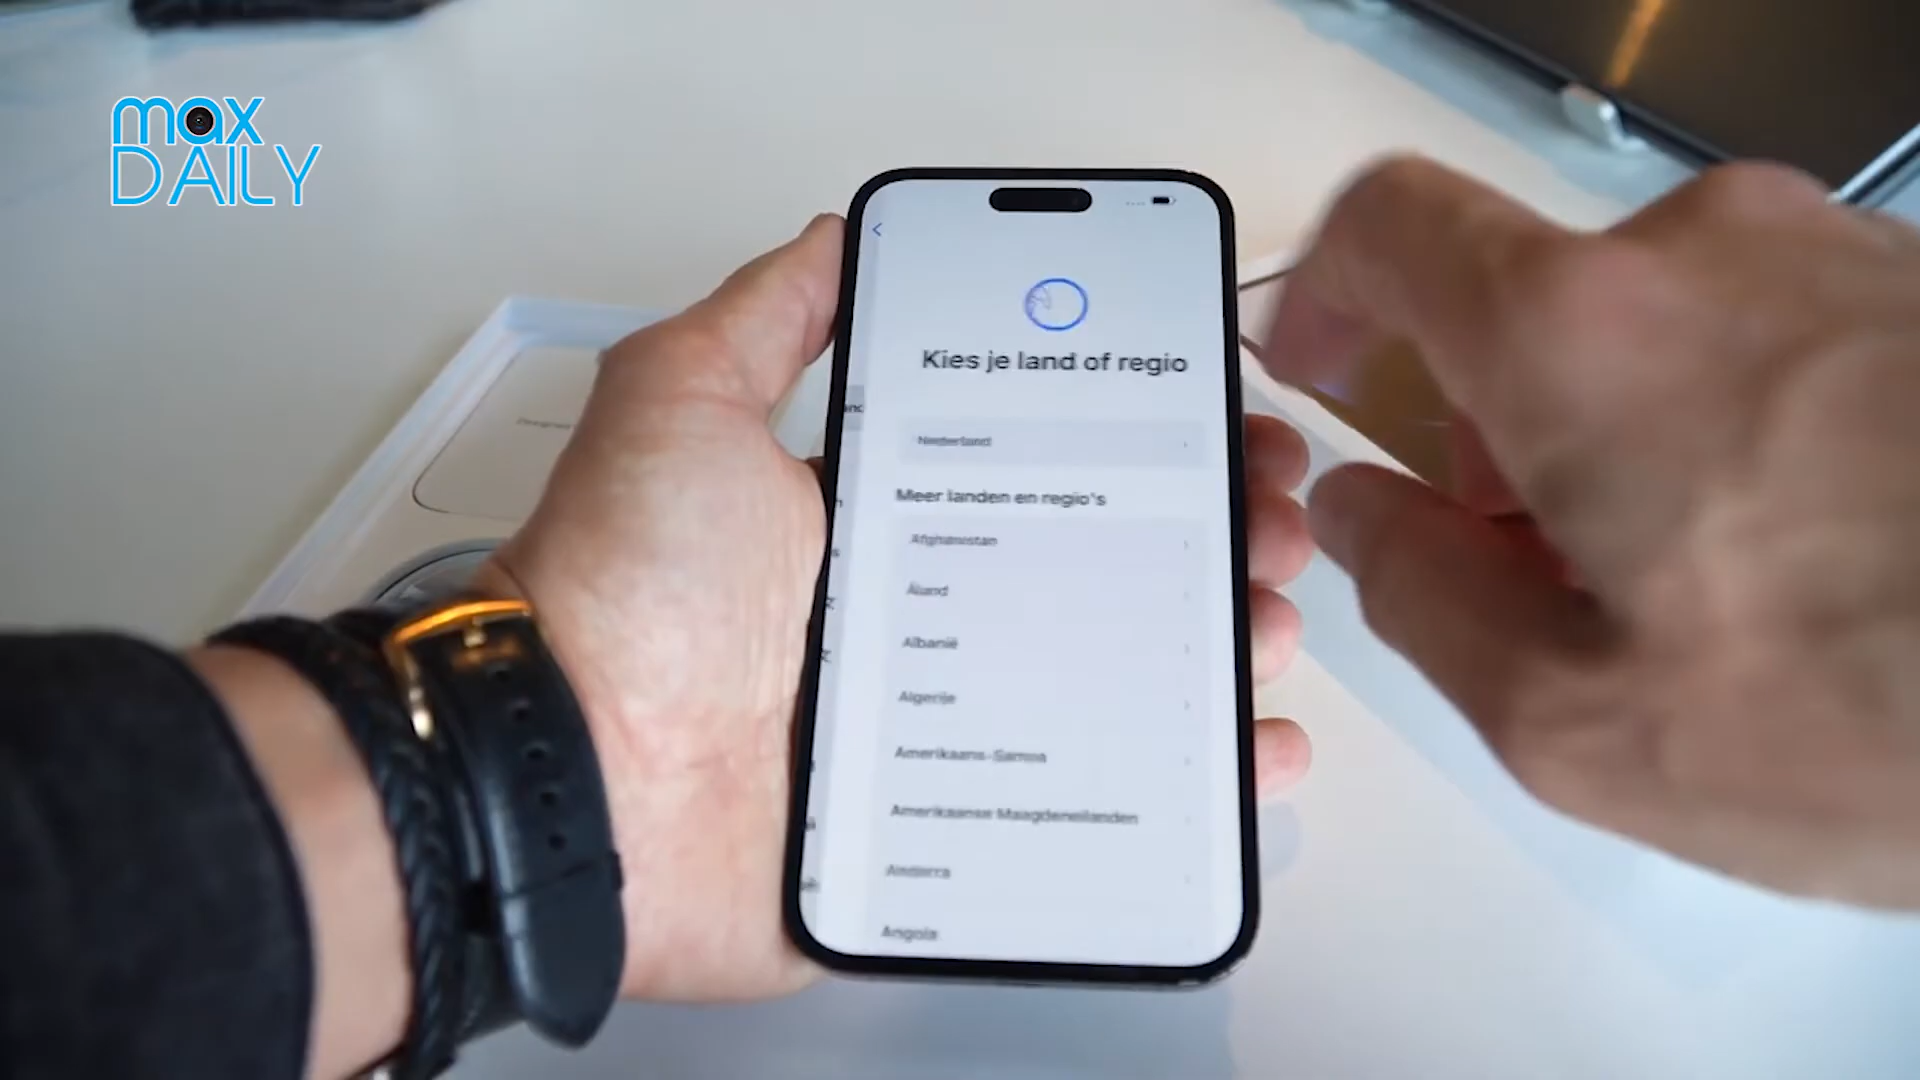 max
DAILY
Kies je land of regio
Nederland
Meer landen en regio's
Afghanistan
Åland
Albanië
Algerije
Amerikaans-Samoa
Amerikaanse Maagdeneilanden
Andorra
Angola